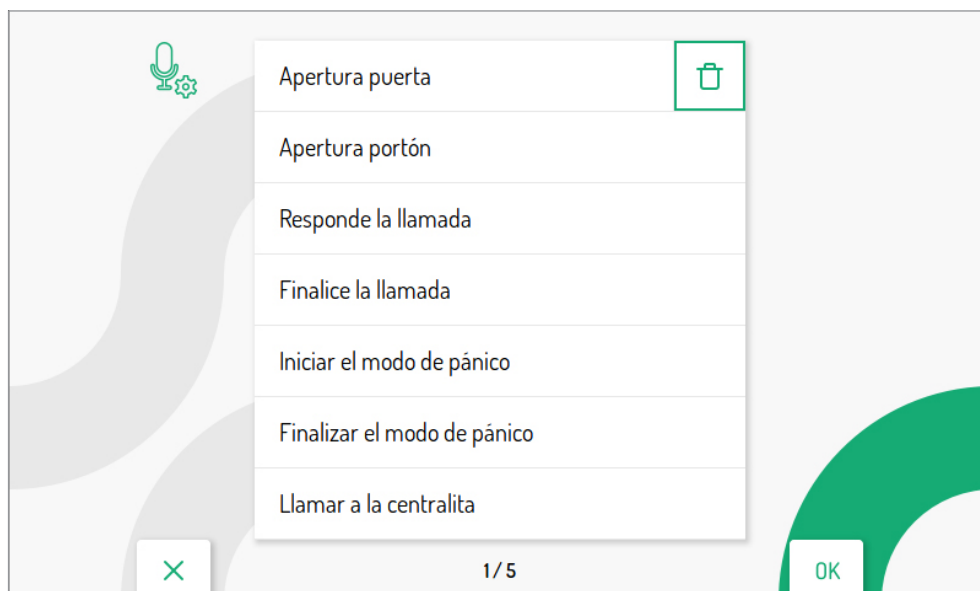 Apertura puerta
Apertura portón
Responde la llamada
Finalice la llamada
Iniciar el modo de pánico
Finalizar el modo de pánico
Llamar a la centralita
1/5
OK